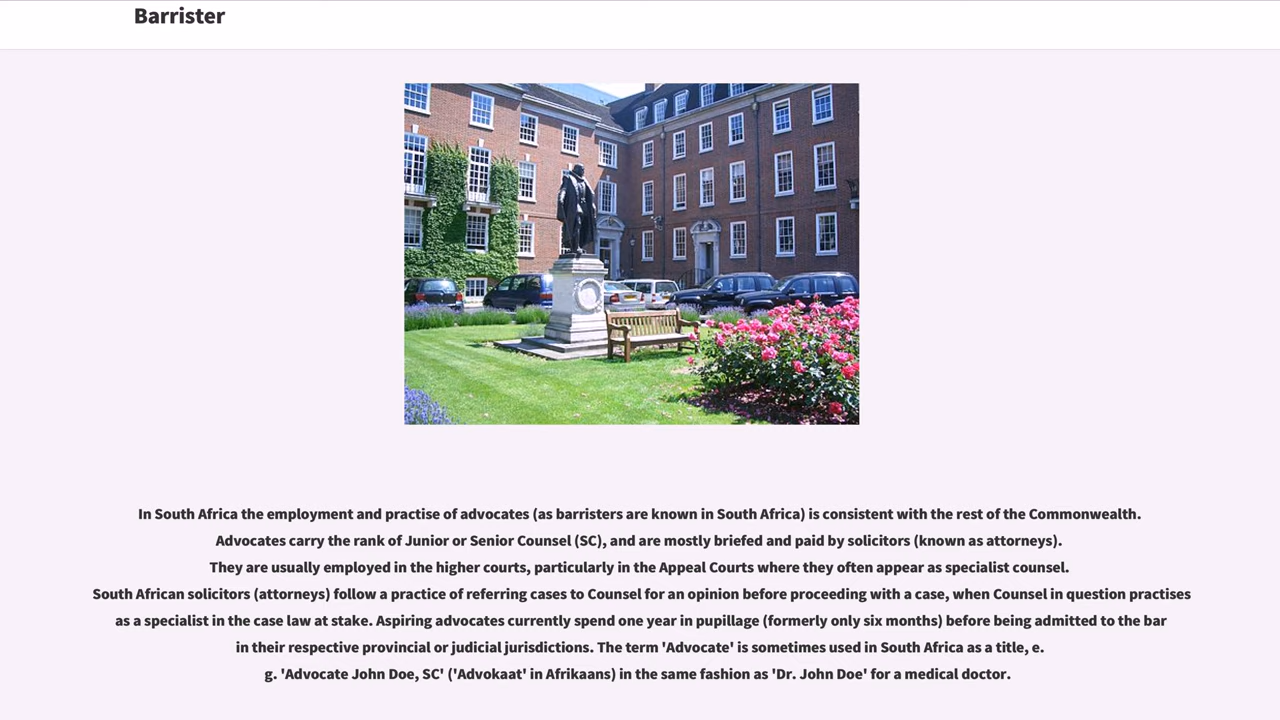 Barrister
In South Africa the employment and practise of advocates (as barristers are known in South Africa) is consistent with the rest of the Commonwealth.
Advocates carry the rank of Junior or Senior Counsel (SC), and are mostly briefed and paid by solicitors (known as attorneys).
They are usually employed in the higher courts, particularly in the Appeal Courts where they often appear as specialist counsel.
South African solicitors (attorneys) follow a practice of referring cases to Counsel for an opinion before proceeding with a case, when Counsel in question practises
as a specialist in the case law at stake. Aspiring advocates currently spend one year in pupillage (formerly only six months) before being admitted to the bar
in their respective provincial or judicial jurisdictions. The term 'Advocate' is sometimes used in South Africa as a title, e.
g. 'Advocate John Doe, SC' ('Advokaat' in Afrikaans) in the same fashion as 'Dr. John Doe' for a medical doctor.